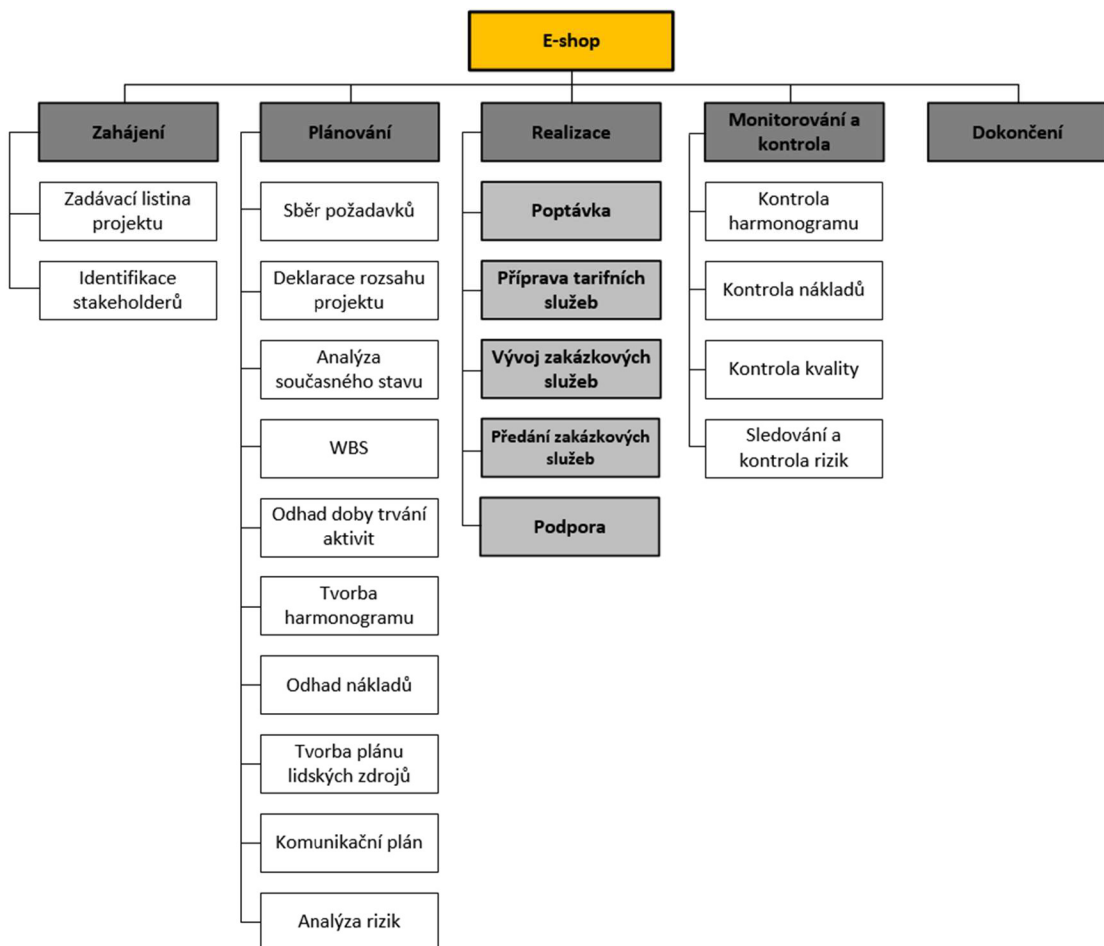 E-shop
Zahájení
Zadávací listina
projektu
Identifikace
stakeholderů
Plánování
Sběr požadavků
Deklarace rozsahu
projektu
Analýza
současného stavu
WBS
Odhad doby trvání
aktivit
Tvorba
harmonogramu
Odhad nákladů
Tvorba plánu
lidských zdrojů
Komunikační plán
Analýza rizik
Realizace
Poptávka
Příprava tarifních
služeb
Vývoj zakázkových
služeb
Předání zakázkových
služeb
Podpora
Monitorování a
kontrola
Kontrola
harmonogramu
Kontrola nákladů
Kontrola kvality
Sledování a
kontrola rizik
Dokončení